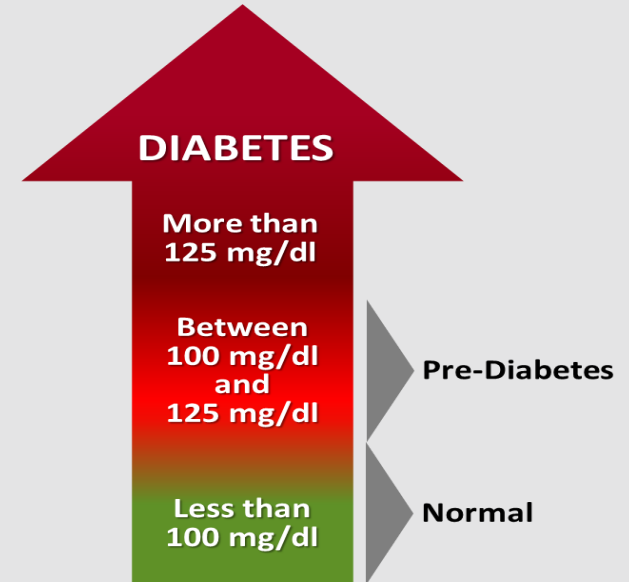 DIABETES
More than
125 mg/dl
Between
100 mg/dl
and
125 mg/dl
Pre-Diabetes
Less than
100 mg/dl
Normal